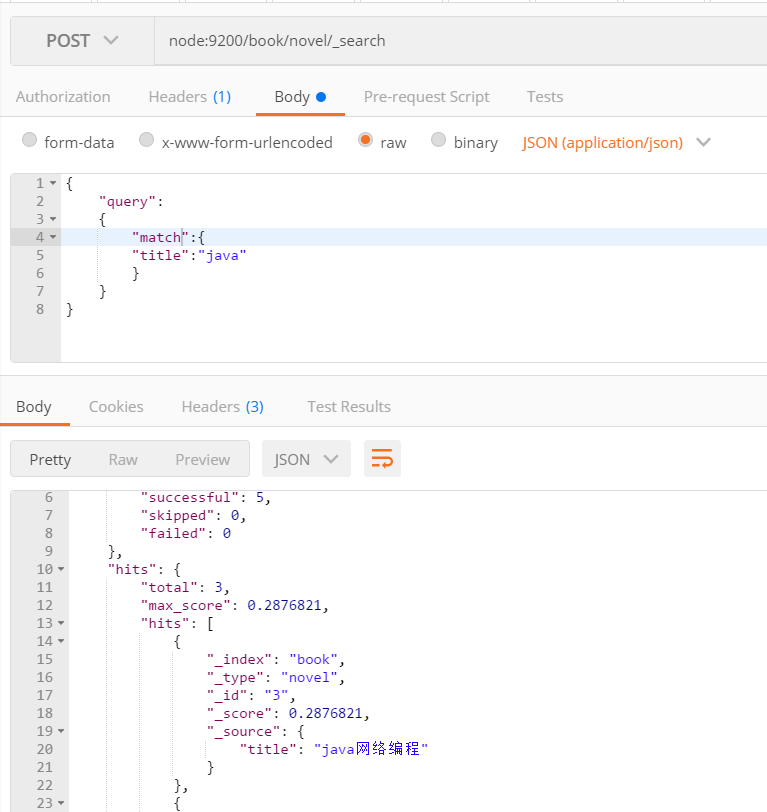 POST node:9200/book/novel/_search
Authorization Headers (1) Body Pre-request Script Tests
form-data x-www-form-urlencoded raw binary JSON (application/json)
1 {
2 "query":
3 {
4 "match":{
5 "title":"java"
6 }
7 }
8 }
Body Cookies Headers (3) Test Results
Pretty Raw Preview JSON
6 "successful": 5,
7 "skipped": 0,
8 "failed": 0
9 },
10 "hits": {
11 "total": 3,
12 "max_score": 0.2876821,
13 "hits": [
14 {
15 "_index": "book",
16 "_type": "novel",
17 "_id": "3",
18 "_score": 0.2876821,
19 "_source": {
20 "title": "java网络编程"
21 }
22 },
23 {